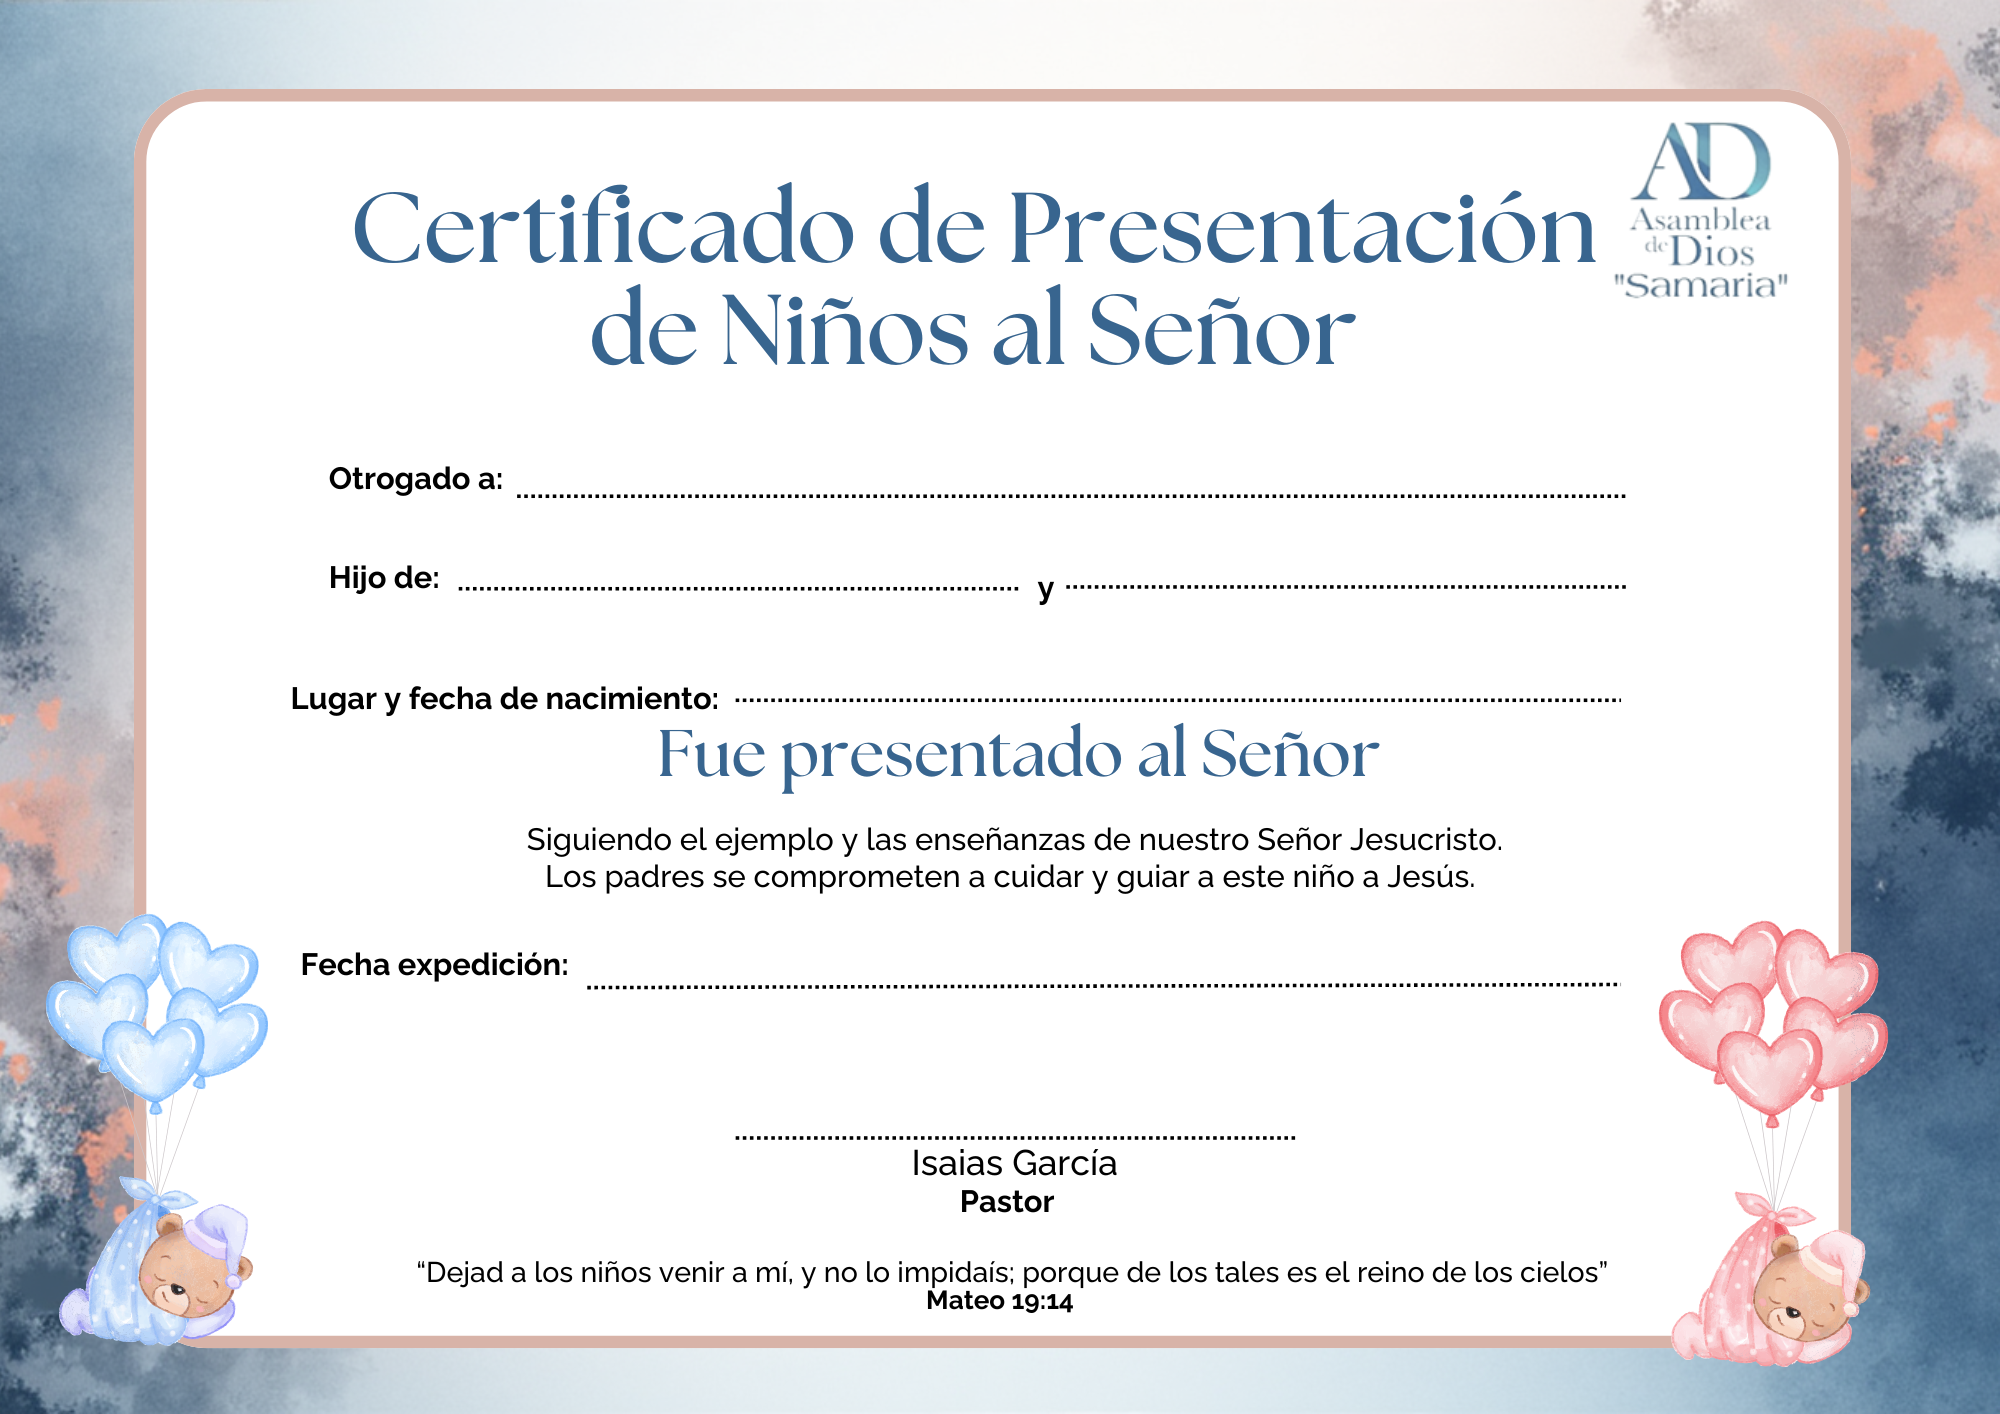 Certificado de Presentación
de Niños al Señor
AD
Asamblea
de Dios
"Samaria"
Otrogado a:
Hijo de: y
Lugar y fecha de nacimiento:
Fue presentado al Señor
Siguiendo el ejemplo y las enseñanzas de nuestro Señor Jesucristo.
Los padres se comprometen a cuidar y guiar a este niño a Jesús.
Fecha expedición:
Isaias García
Pastor
“Dejad a los niños venir a mí, y no lo impidaís; porque de los tales es el reino de los cielos”
Mateo 19:14